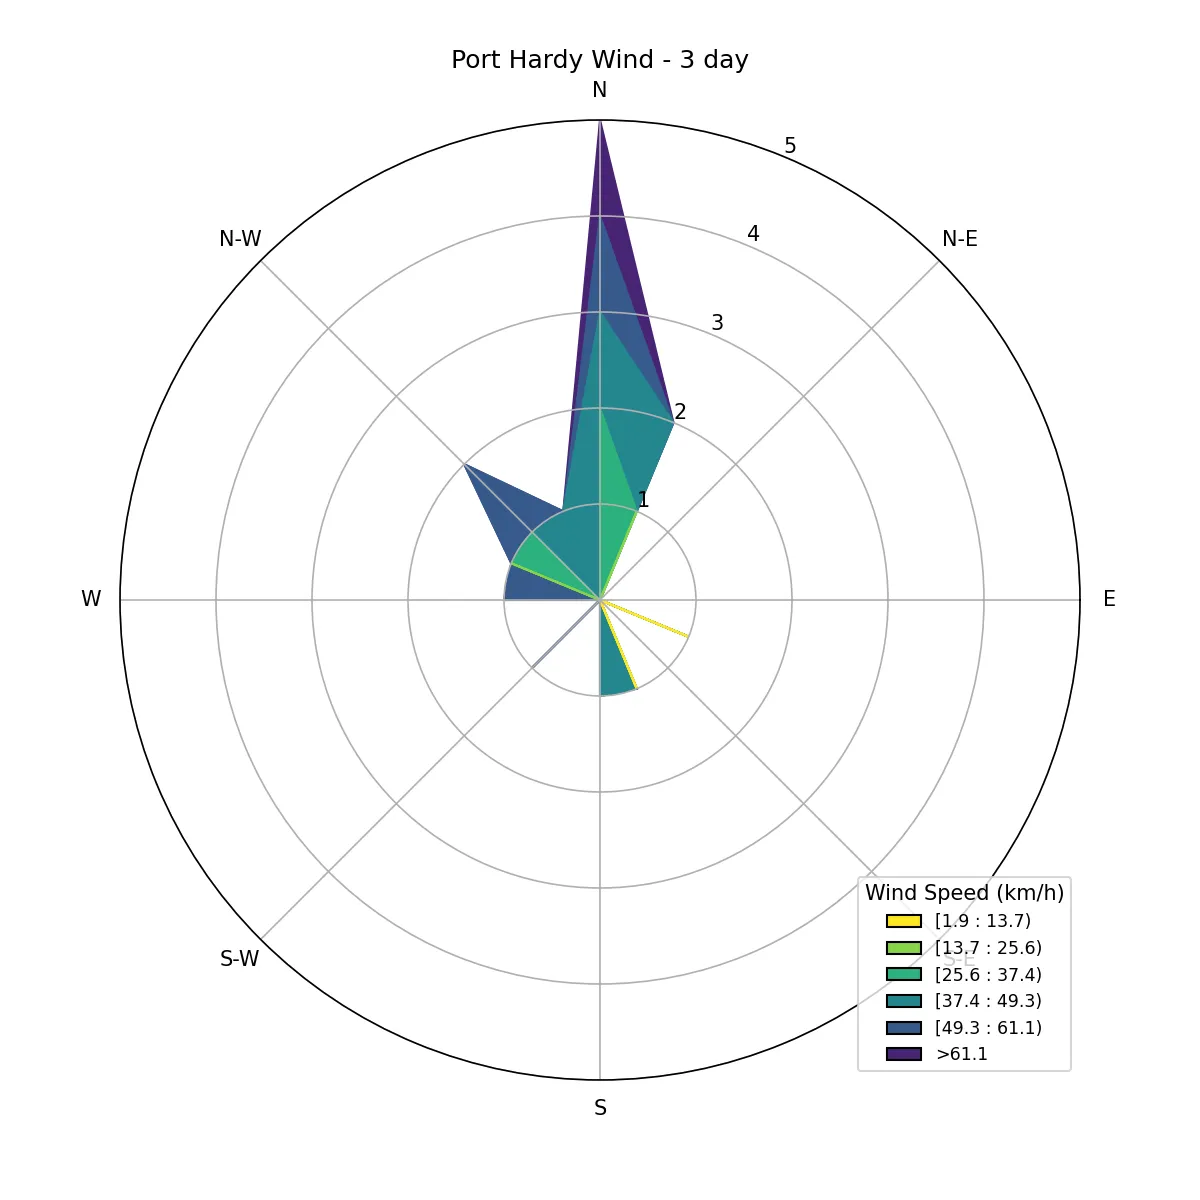 Port Hardy Wind - 3 day
N
5
N-W
4
N-E
3
2
1
W
E
Wind Speed (km/h)
[1.9 : 13.7)
[13.7 : 25.6)
S-W
S-E
[25.6 : 37.4)
[37.4 : 49.3)
[49.3 : 61.1)
>61.1
S